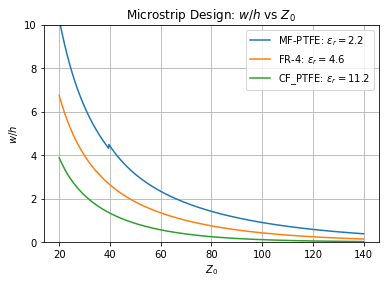 Microstrip Design: w/h vs Z₀
MF-PTFE: εᵣ = 2.2
FR-4: εᵣ = 4.6
CF_PTFE: εᵣ = 11.2
w/h
10
8
6
4
2
0
20 40 60 80 100 120 140
Z₀